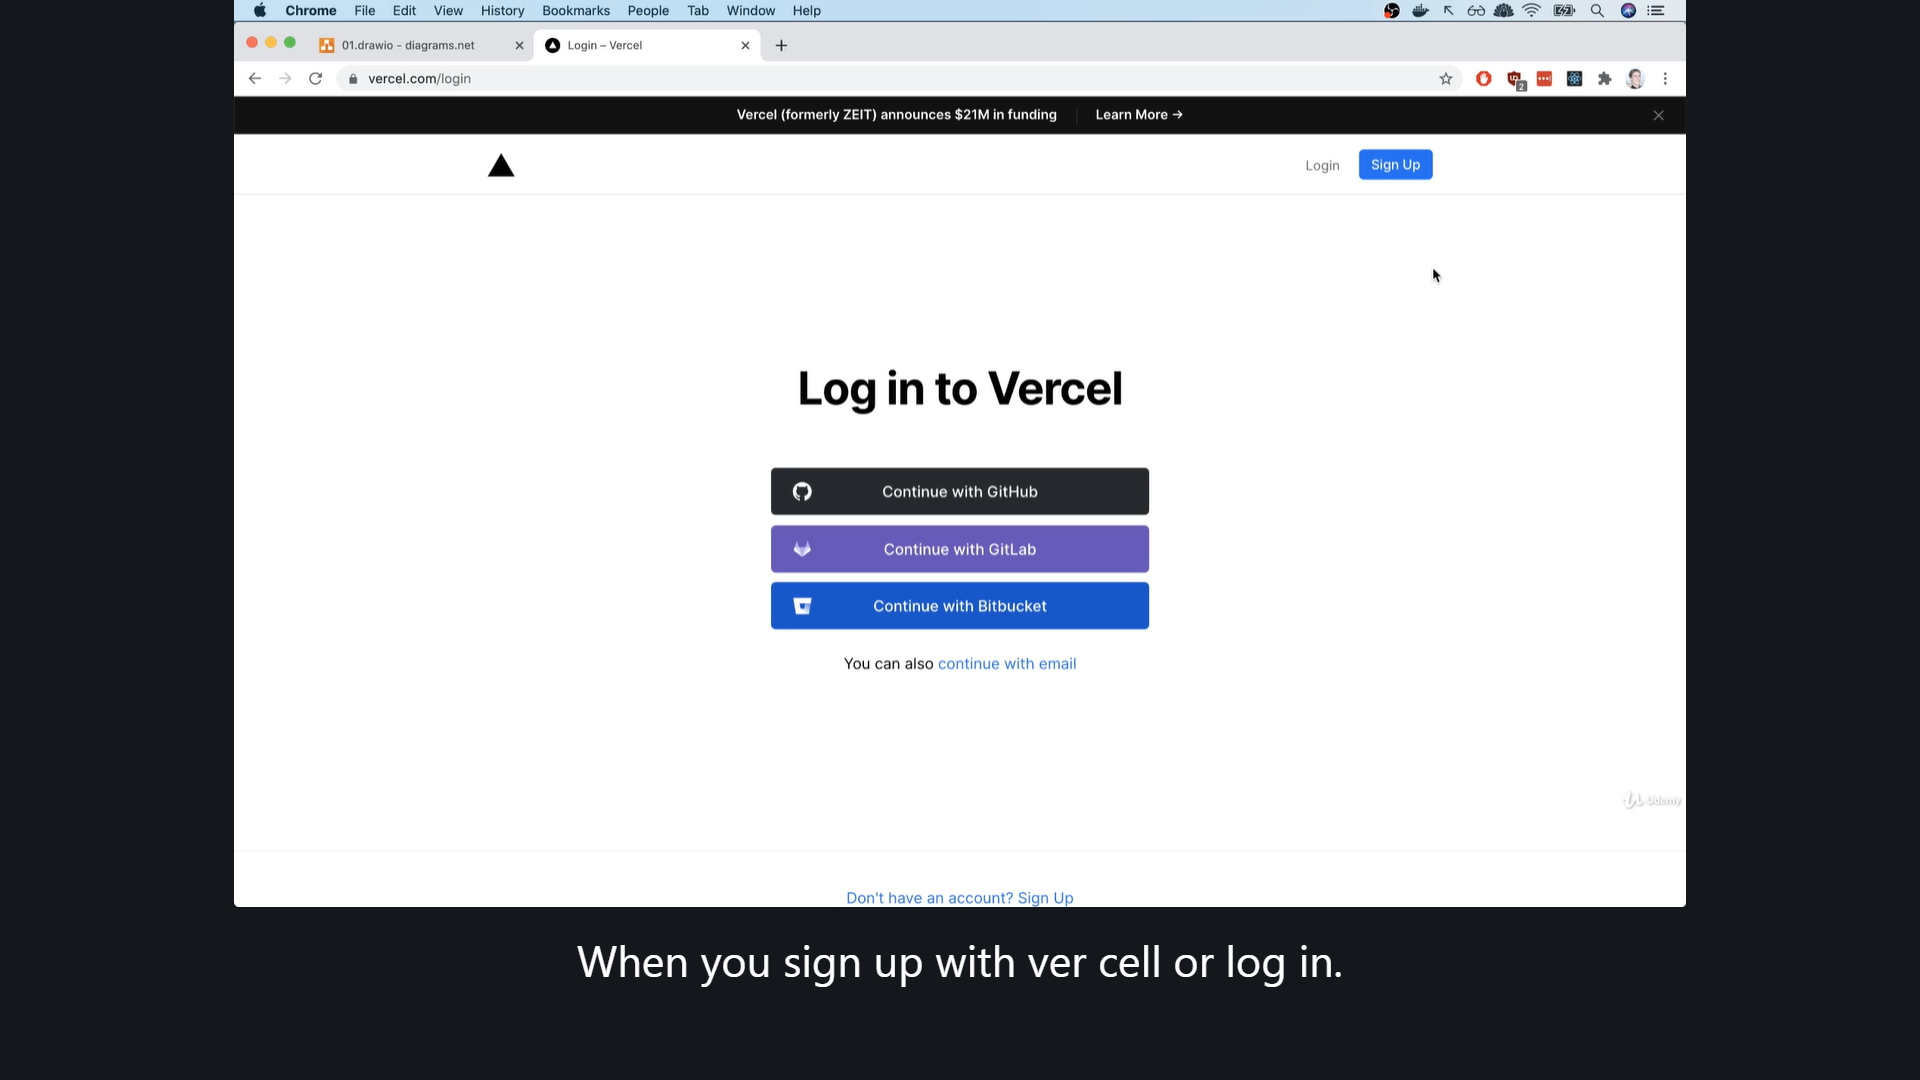 Chrome File Edit View History Bookmarks People Tab Window Help
01.drawio - diagrams.net
Login – Vercel
vercel.com/login
2
Vercel (formerly ZEIT) announces $21M in funding
Learn More →
Login
Sign Up
Log in to Vercel
Continue with GitHub
Continue with GitLab
Continue with Bitbucket
You can also continue with email
Udemy
Don't have an account? Sign Up
When you sign up with ver cell or log in.